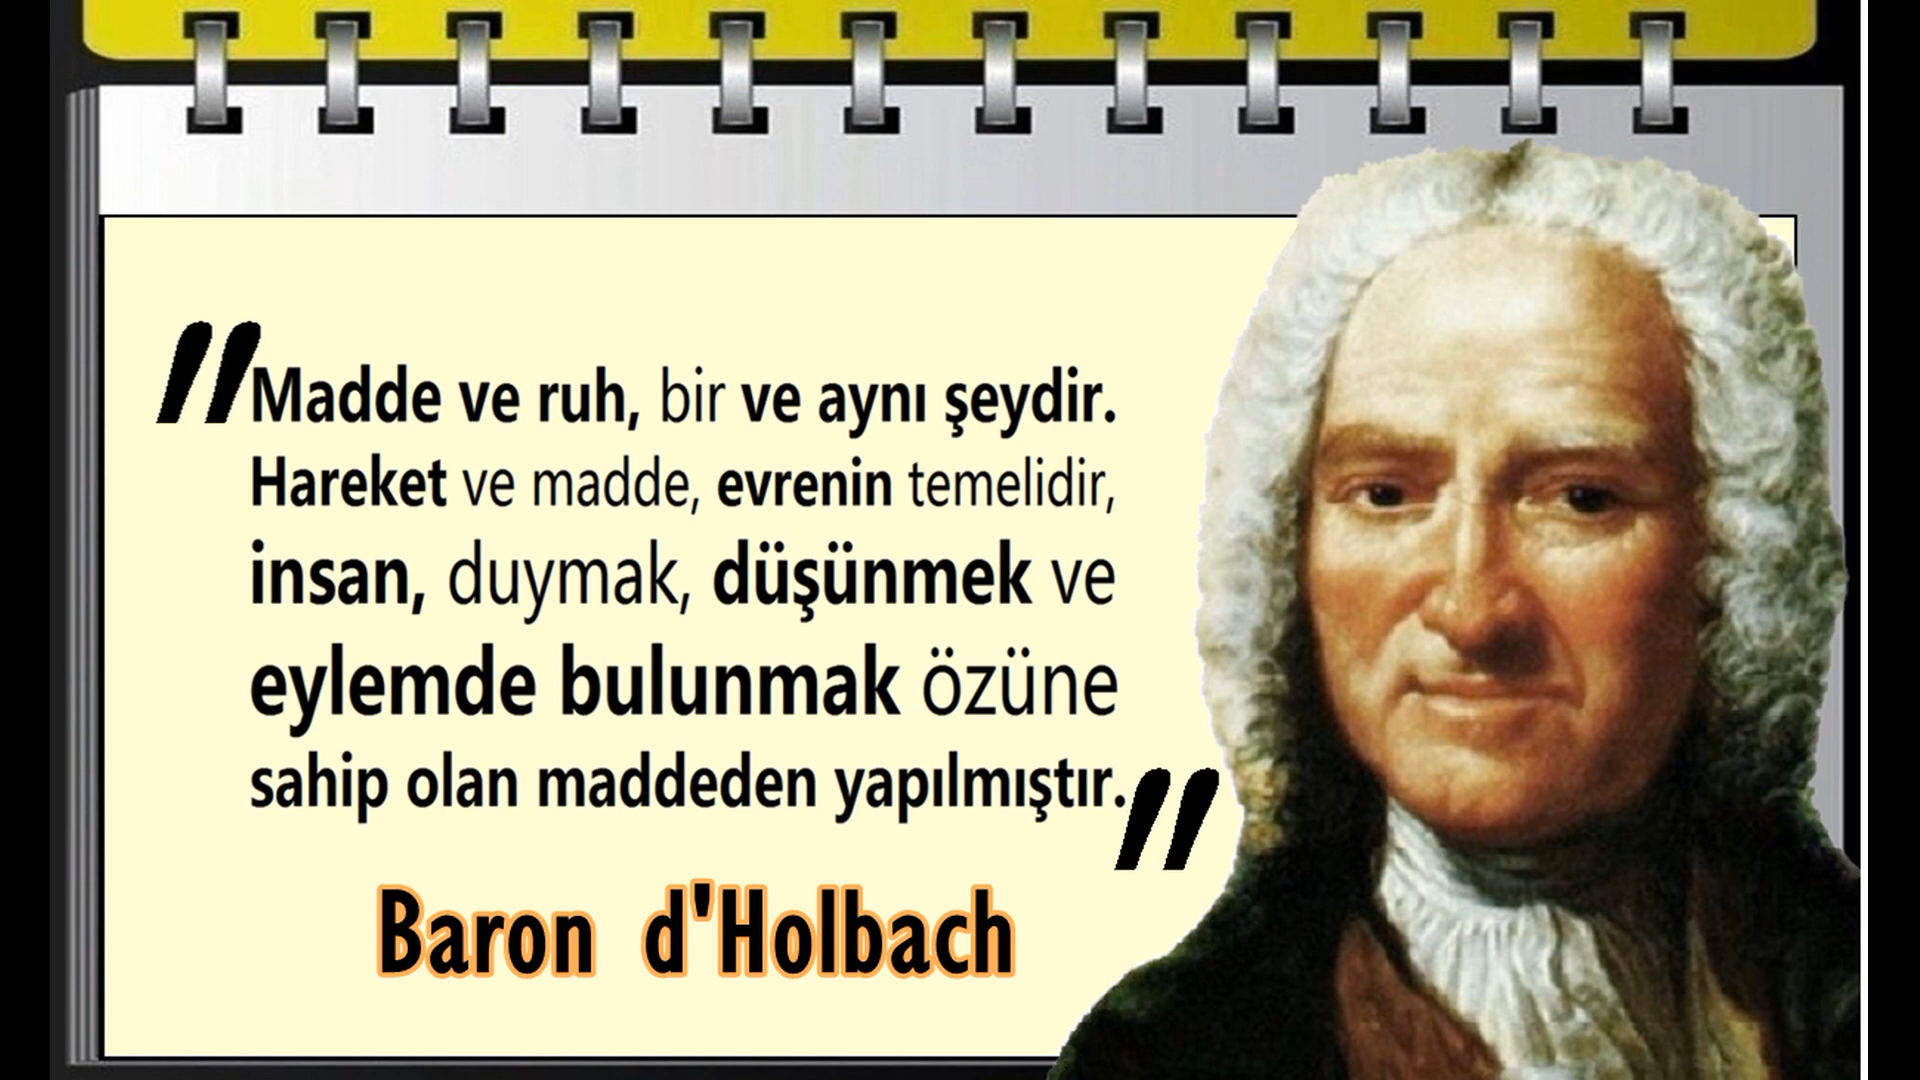 "Madde ve ruh, bir ve aynı şeydir.
Hareket ve madde, evrenin temelidir,
insan, duymak, düşünmek ve
eylemde bulunmak özüne
sahip olan maddeden yapılmıştır."
Baron d'Holbach